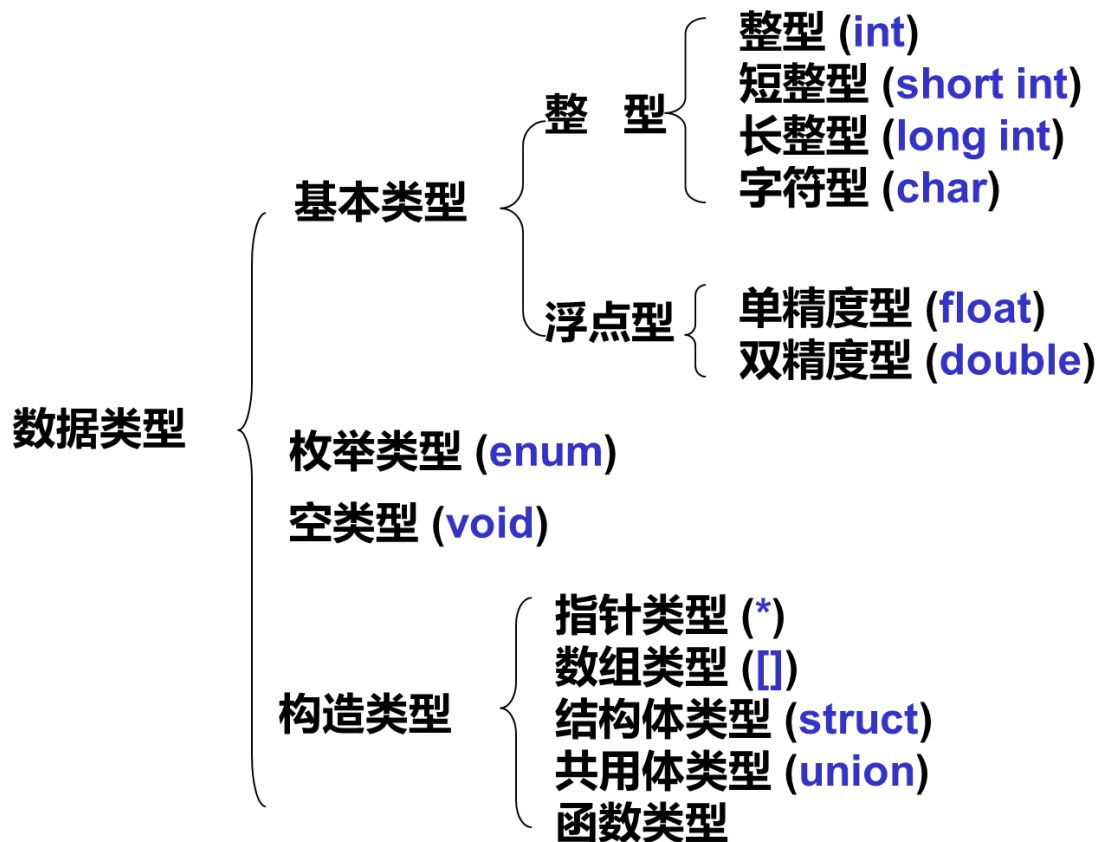 数据类型
基本类型
整 型
整型 (int)
短整型 (short int)
长整型 (long int)
字符型 (char)
浮点型
单精度型 (float)
双精度型 (double)
枚举类型 (enum)
空类型 (void)
构造类型
指针类型 (*)
数组类型 ([])
结构体类型 (struct)
共用体类型 (union)
函数类型